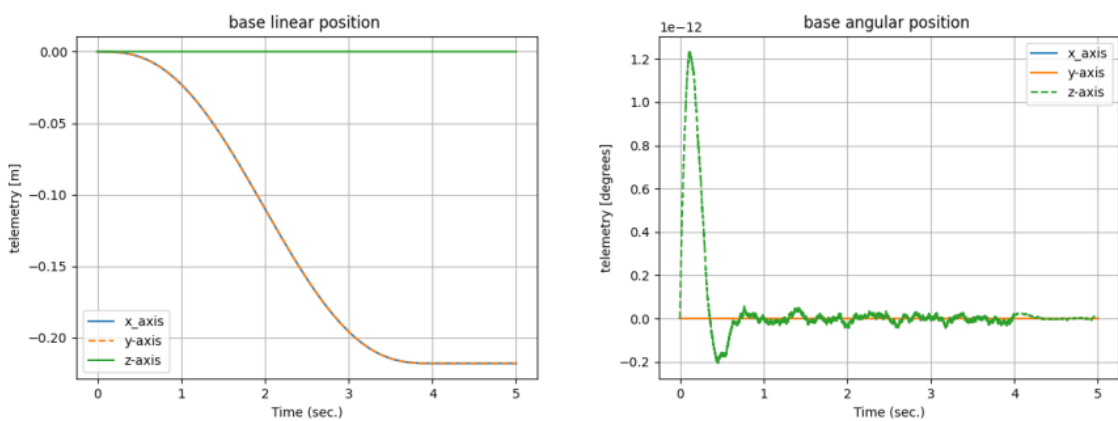 base linear position
0.00
−0.05
−0.10
−0.15
−0.20
telemetry [m]
x_axis
y-axis
z-axis
0 1 2 3 4 5
Time (sec.)
base angular position
1e−12
1.2
1.0
0.8
0.6
0.4
0.2
0.0
−0.2
telemetry [degrees]
x_axis
y-axis
z-axis
0 1 2 3 4 5
Time (sec.)